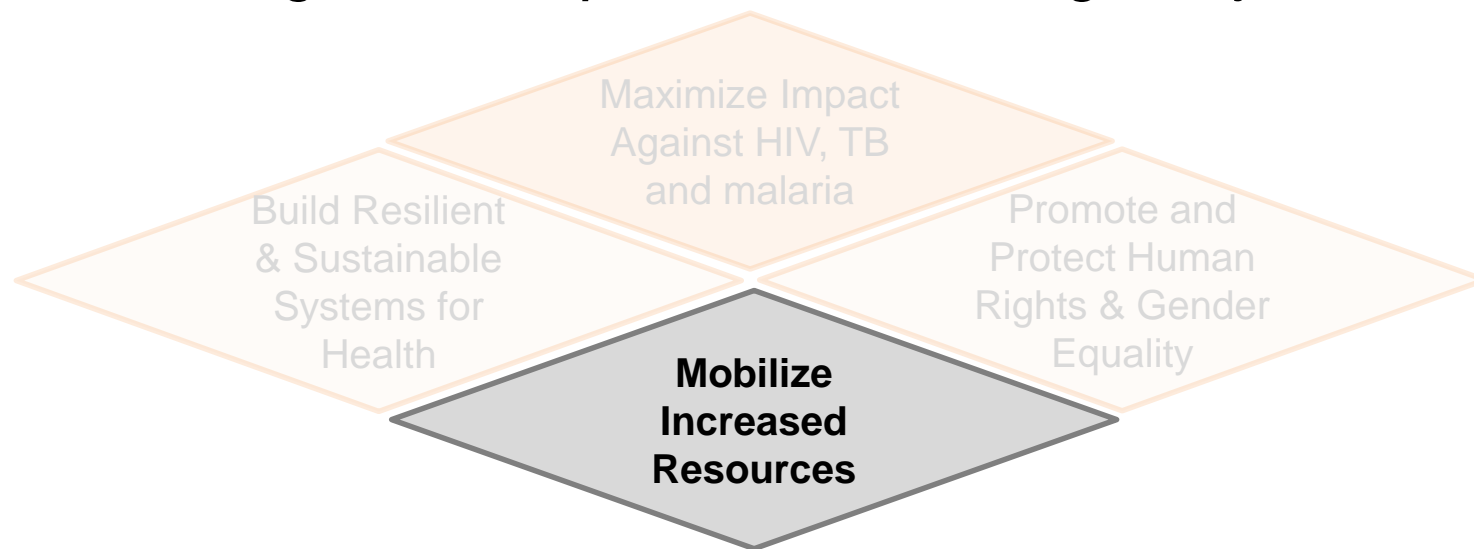 Maximize Impact
Against HIV, TB
and malaria
Build Resilient
& Sustainable
Systems for
Health
Promote and
Protect Human
Rights & Gender
Equality
Mobilize
Increased
Resources